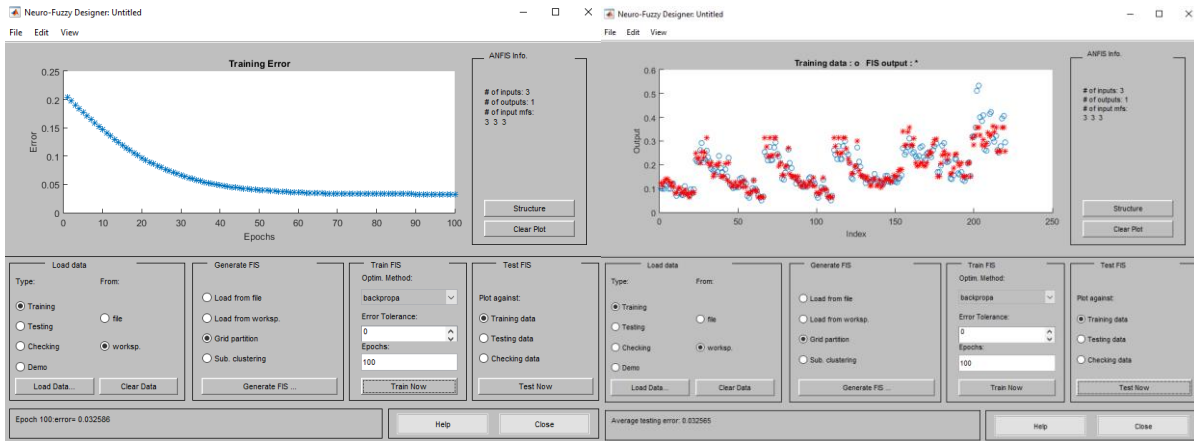 Neuro-Fuzzy Designer: Untitled
File Edit View
Training Error
0.25
0.2
0.15
0.1
0.05
0
Error
0 10 20 30 40 50 60 70 80 90 100
Epochs
ANFIS Info.
# of inputs: 3
# of outputs: 1
# of input mfs:
3 3 3
Structure
Clear Plot
Load data
Type: From:
Training
Testing
Checking
Demo
file
worksp.
Load Data... Clear Data
Generate FIS
Load from file
Load from worksp.
Grid partition
Sub. clustering
Generate FIS ...
Train FIS
Optim. Method:
backpropa
Error Tolerance:
0
Epochs:
100
Train Now
Test FIS
Plot against:
Training data
Testing data
Checking data
Test Now
Epoch 100:error= 0.032586
Help Close
Neuro-Fuzzy Designer: Untitled
File Edit View
Training data : o FIS output : *
0.6
0.5
0.4
0.3
0.2
0.1
0
Output
0 50 100 150 200 250
Index
ANFIS Info.
# of inputs: 3
# of outputs: 1
# of input mfs:
3 3 3
Structure
Clear Plot
Load data
Type: From:
Training
Testing
Checking
Demo
file
worksp.
Load Data... Clear Data
Generate FIS
Load from file
Load from worksp.
Grid partition
Sub. clustering
Generate FIS ...
Train FIS
Optim. Method:
backpropa
Error Tolerance:
0
Epochs:
100
Train Now
Test FIS
Plot against:
Training data
Testing data
Checking data
Test Now
Average testing error: 0.032565
Help Close